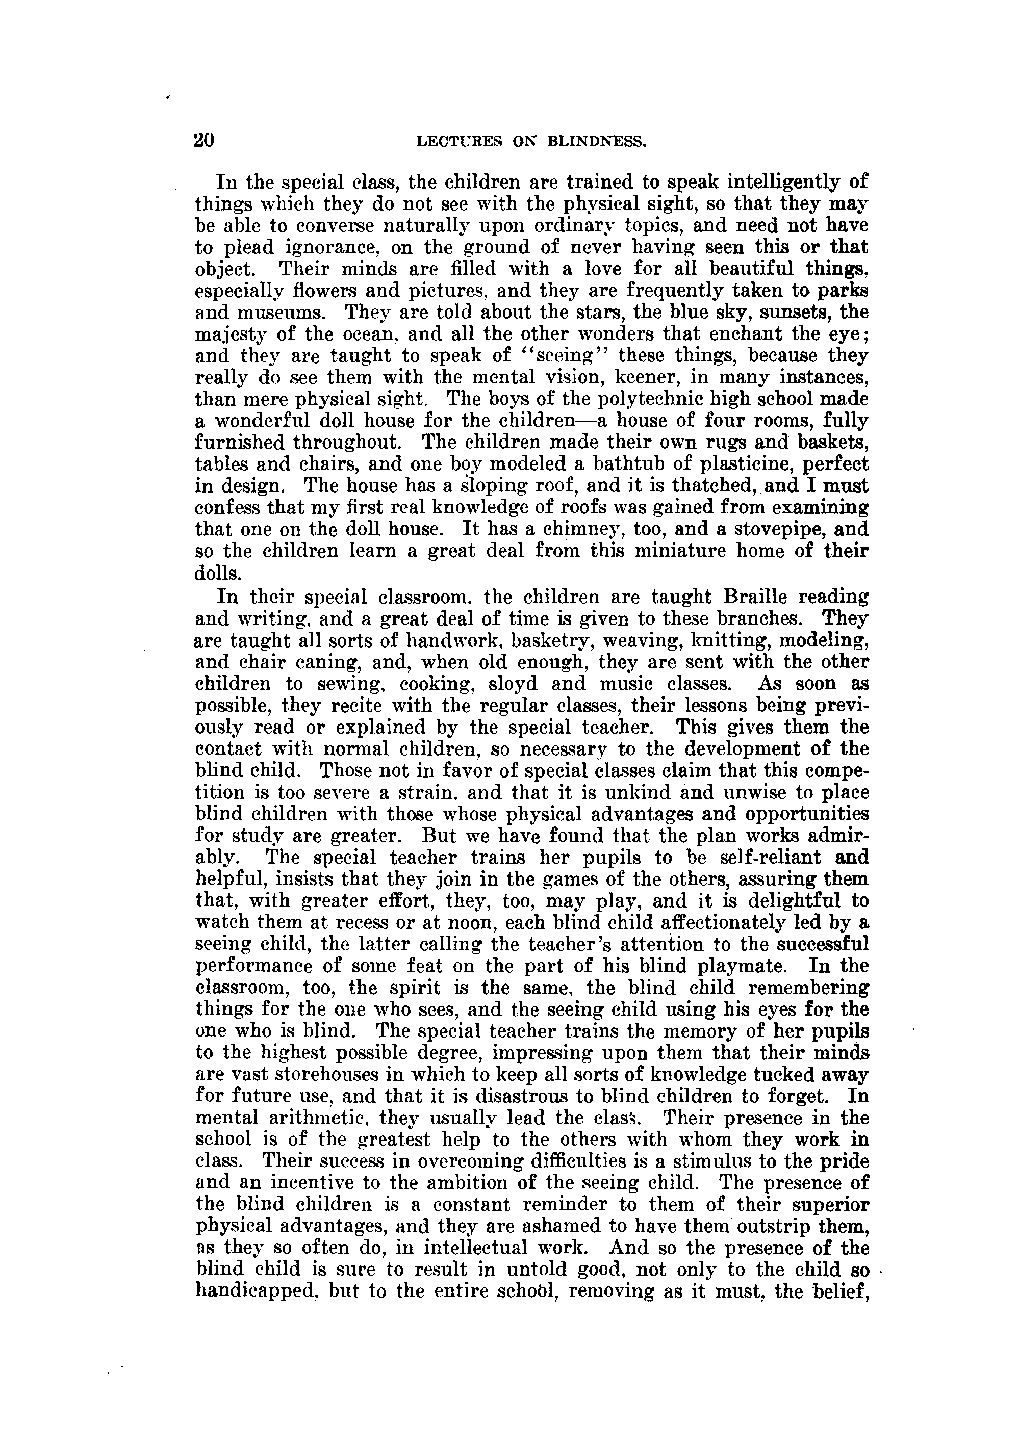 20 LECTURES ON BLINDNESS.
In the special class, the children are trained to speak intelligently of
things which they do not see with the physical sight, so that they may
be able to converse naturally upon ordinary topics, and need not have
to plead ignorance, on the ground of never having seen this or that
object. Their minds are filled with a love for all beautiful things,
especially flowers and pictures, and they are frequently taken to parks
and museums. They are told about the stars, the blue sky, sunsets, the
majesty of the ocean, and all the other wonders that enchant the eye;
and they are taught to speak of "seeing" these things, because they
really do see them with the mental vision, keener, in many instances,
than mere physical sight. The boys of the polytechnic high school made
a wonderful doll house for the children—a house of four rooms, fully
furnished throughout. The children made their own rugs and baskets,
tables and chairs, and one boy modeled a bathtub of plasticine, perfect
in design. The house has a sloping roof, and it is thatched, and I must
confess that my first real knowledge of roofs was gained from examining
that one on the doll house. It has a chimney, too, and a stovepipe, and
so the children learn a great deal from this miniature home of their
dolls.
In their special classroom, the children are taught Braille reading
and writing, and a great deal of time is given to these branches. They
are taught all sorts of handwork, basketry, weaving, knitting, modeling,
and chair caning, and, when old enough, they are sent with the other
children to sewing, cooking, sloyd and music classes. As soon as
possible, they recite with the regular classes, their lessons being previ-
ously read or explained by the special teacher. This gives them the
contact with normal children, so necessary to the development of the
blind child. Those not in favor of special classes claim that this compe-
tition is too severe a strain, and that it is unkind and unwise to place
blind children with those whose physical advantages and opportunities
for study are greater. But we have found that the plan works admir-
ably. The special teacher trains her pupils to be self-reliant and
helpful, insists that they join in the games of the others, assuring them
that, with greater effort, they, too, may play, and it is delightful to
watch them at recess or at noon, each blind child affectionately led by a
seeing child, the latter calling the teacher's attention to the successful
performance of some feat on the part of his blind playmate. In the
classroom, too, the spirit is the same, the blind child remembering
things for the one who sees, and the seeing child using his eyes for the
one who is blind. The special teacher trains the memory of her pupils
to the highest possible degree, impressing upon them that their minds
are vast storehouses in which to keep all sorts of knowledge tucked away
for future use, and that it is disastrous to blind children to forget. In
mental arithmetic, they usually lead the class. Their presence in the
school is of the greatest help to the others with whom they work in
class. Their success in overcoming difficulties is a stimulus to the pride
and an incentive to the ambition of the seeing child. The presence of
the blind children is a constant reminder to them of their superior
physical advantages, and they are ashamed to have them outstrip them,
as they so often do, in intellectual work. And so the presence of the
blind child is sure to result in untold good, not only to the child so
handicapped, but to the entire school, removing as it must, the belief,